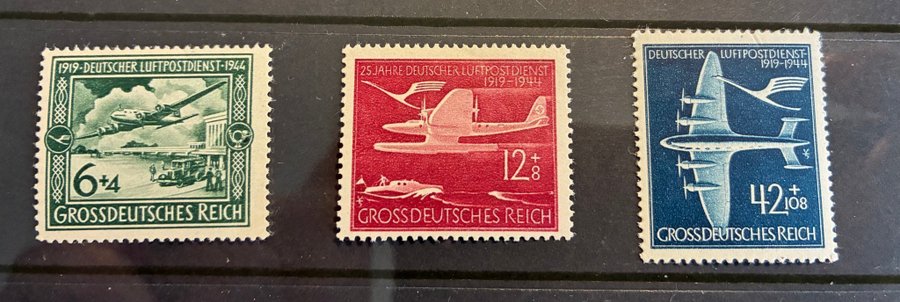 1919-DEUTSCHER LUFTPOSTDIENST-1944
6+4
GROSSDEUTSCHES REICH
25 JAHRE DEUTSCHER LUFTPOSTDIENST
1919-1944
12+8
GROSSDEUTSCHES REICH
DEUTSCHER LUFTPOSTDIENST
1919-1944
42+108
GROSSDEUTSCHES REICH